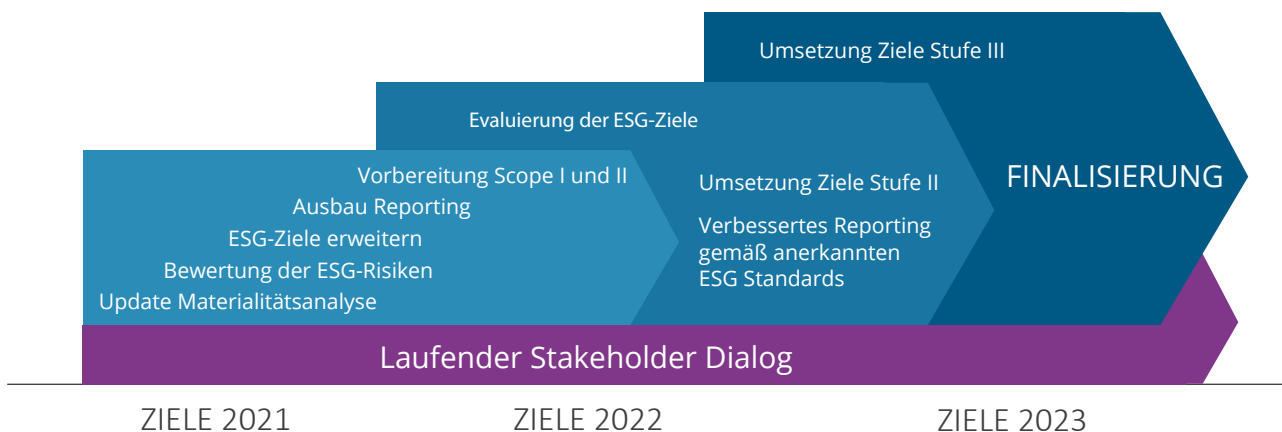 Umsetzung Ziele Stufe III
Evaluierung der ESG-Ziele
Vorbereitung Scope I und II
Ausbau Reporting
ESG-Ziele erweitern
Bewertung der ESG-Risiken
Update Materialitätsanalyse
Umsetzung Ziele Stufe II
Verbessertes Reporting
gemäß anerkannten
ESG Standards
FINALISIERUNG
Laufender Stakeholder Dialog
ZIELE 2021
ZIELE 2022
ZIELE 2023